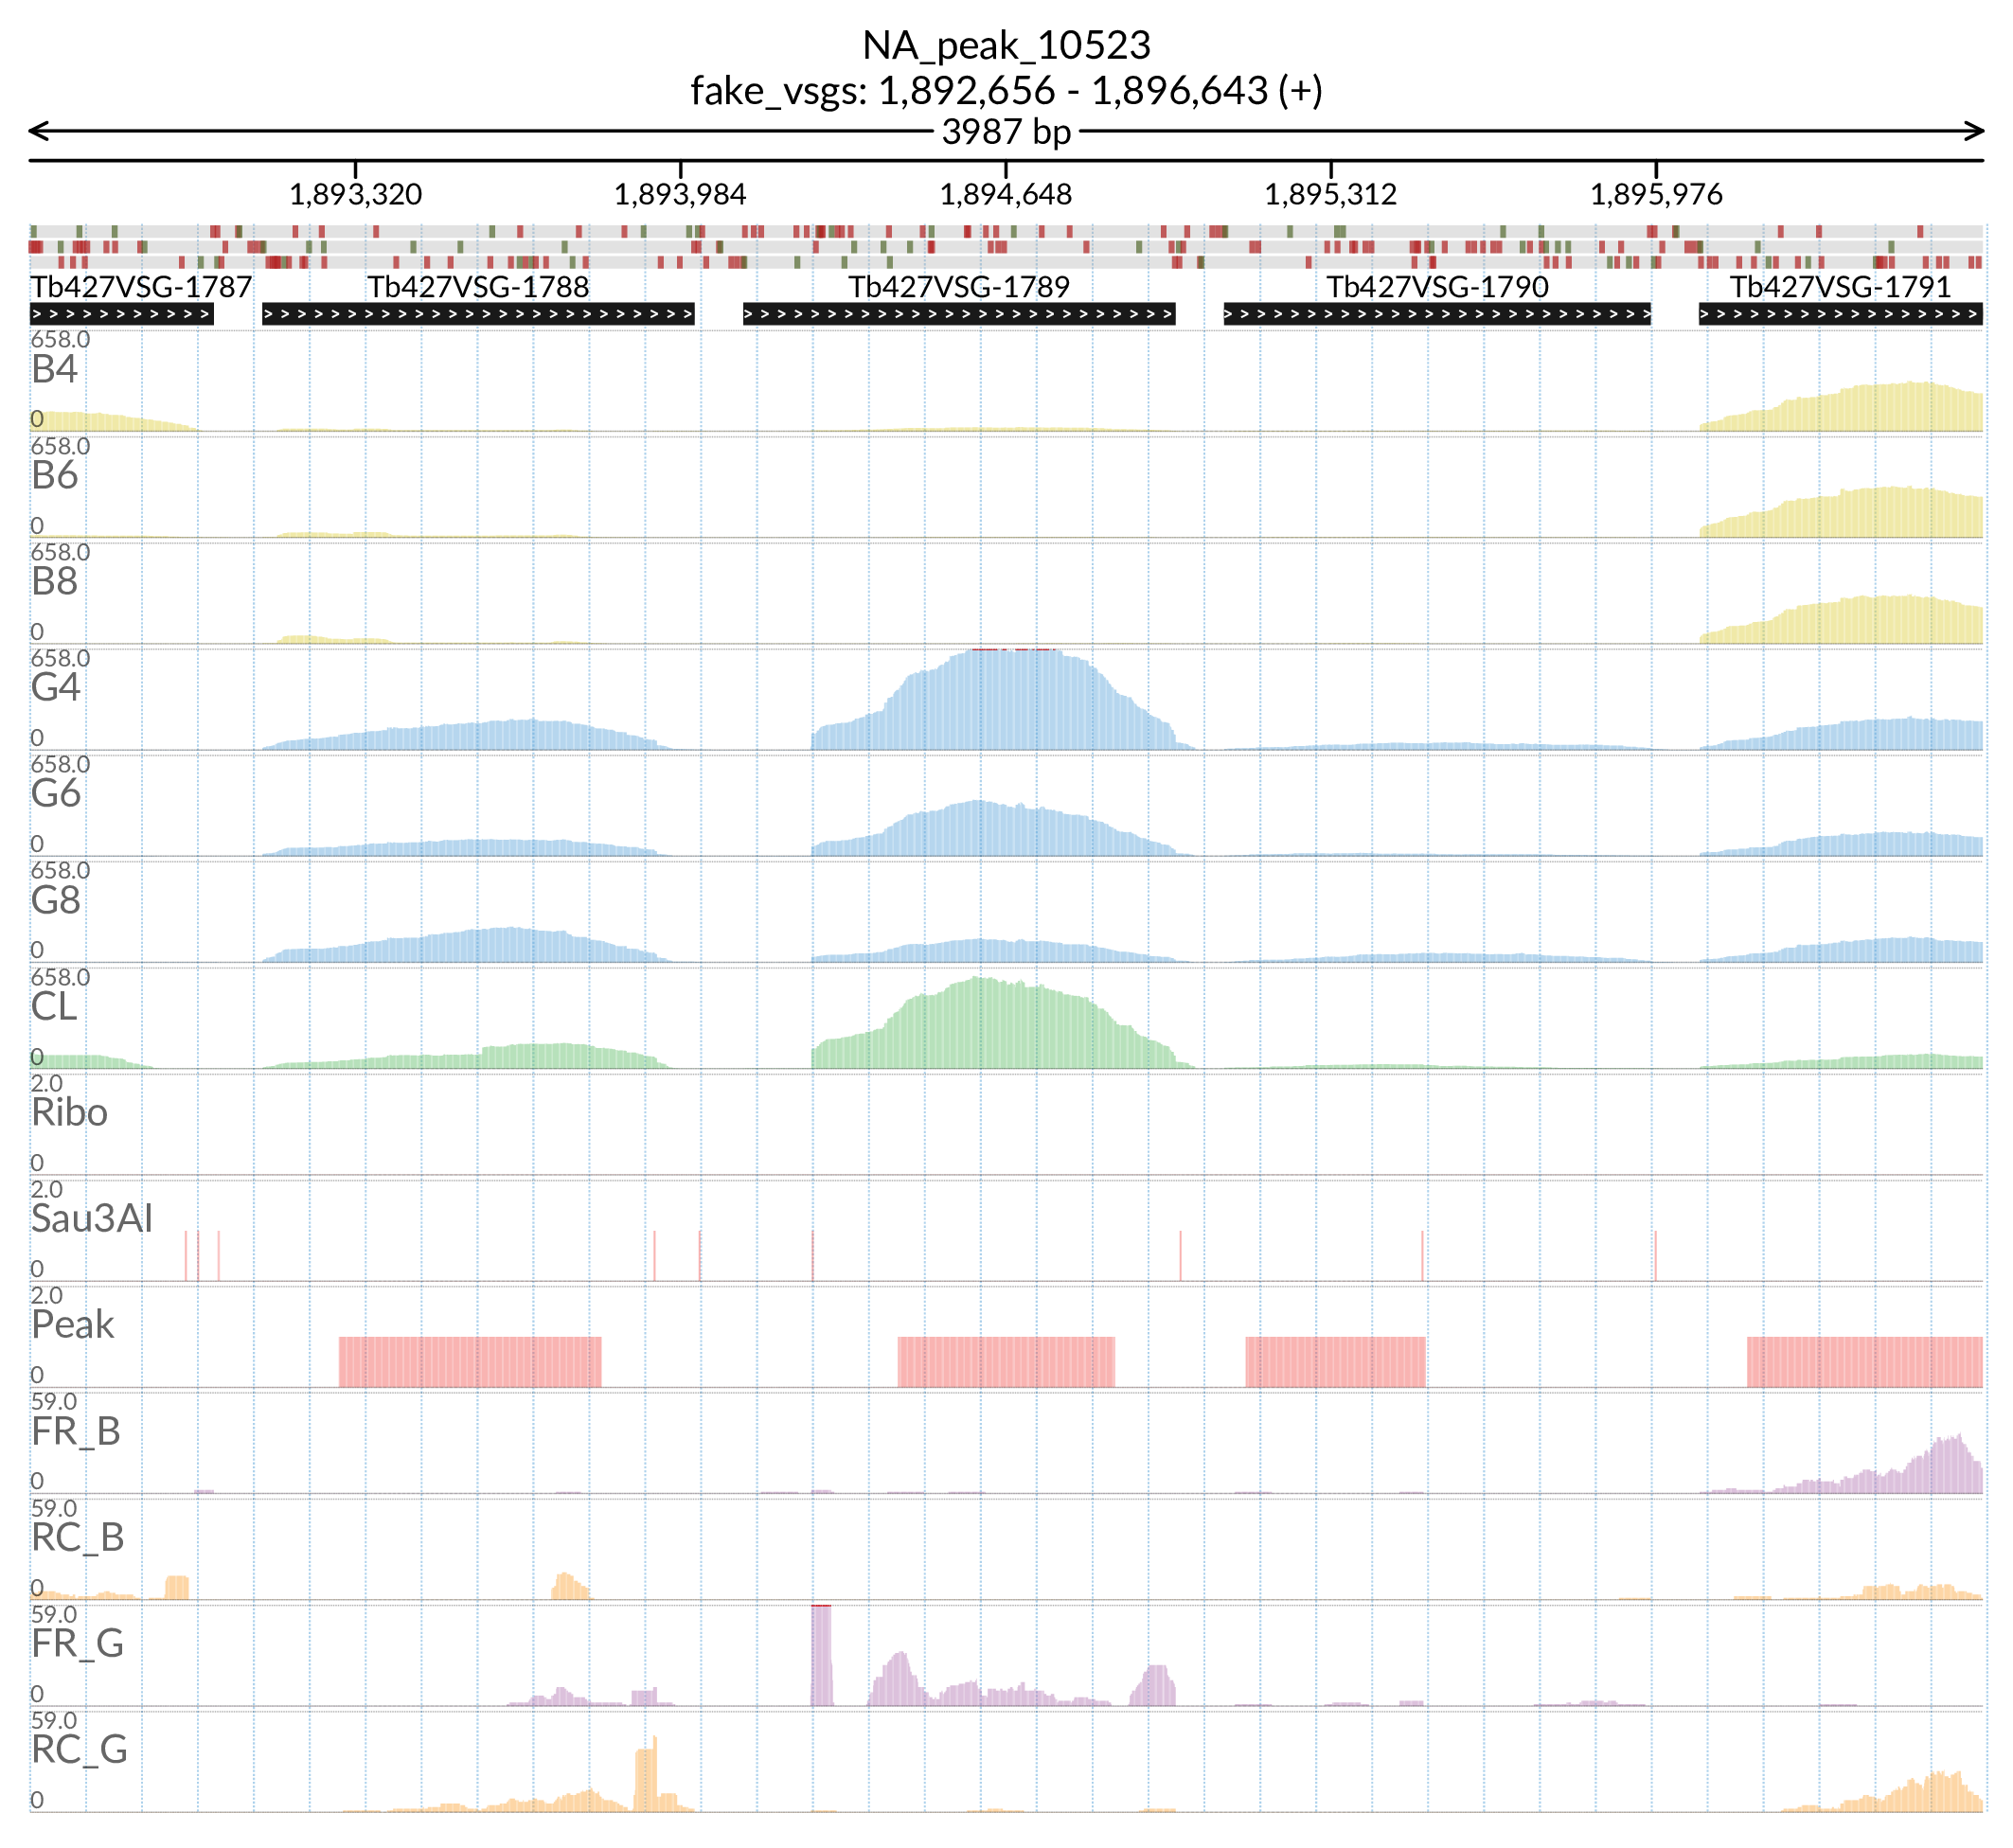 NA_peak_10523
fake_vsgs: 1,892,656 - 1,896,643 (+)
3987 bp
1,893,320 1,893,984 1,894,648 1,895,312 1,895,976
Tb427VSG-1787 Tb427VSG-1788 Tb427VSG-1789 Tb427VSG-1790 Tb427VSG-1791
658.0
B4
0
658.0
B6
0
658.0
B8
0
658.0
G4
0
658.0
G6
0
658.0
G8
0
658.0
CL
0
2.0
Ribo
0
2.0
Sau3AI
0
2.0
Peak
0
59.0
FR_B
0
59.0
RC_B
0
59.0
FR_G
0
59.0
RC_G
0